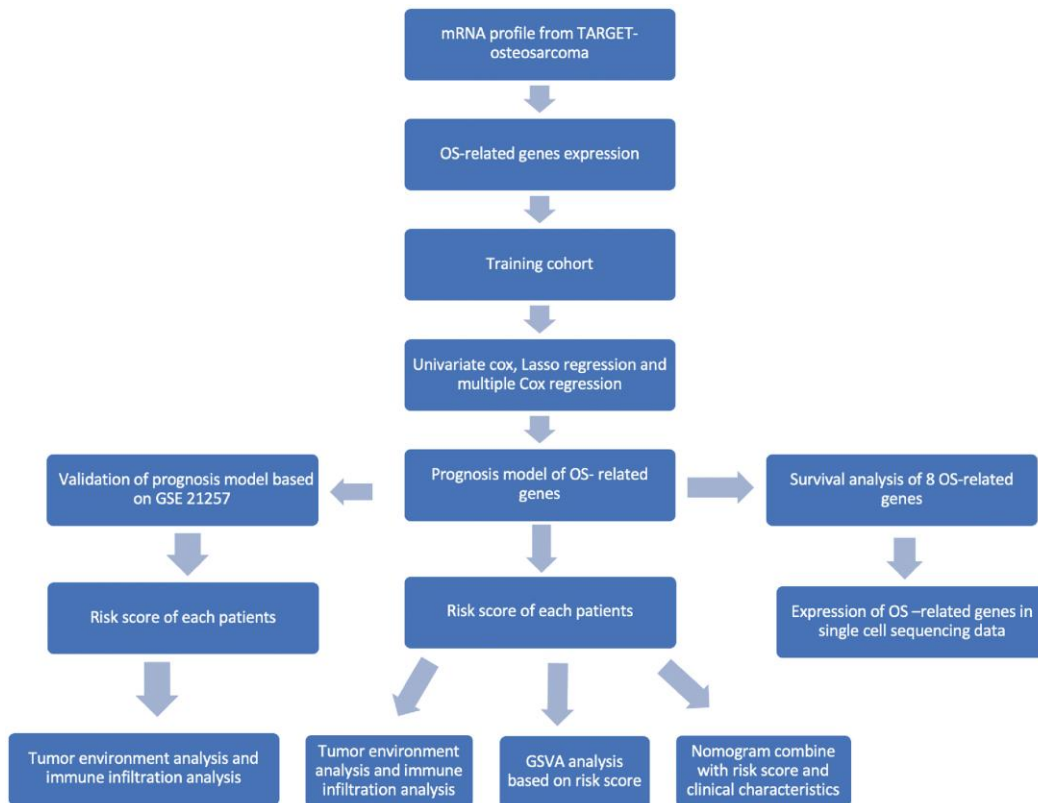 mRNA profile from TARGET-
osteosarcoma
OS-related genes expression
Training cohort
Univariate cox, Lasso regression and
multiple Cox regression
Validation of prognosis model based
on GSE 21257
Prognosis model of OS- related
genes
Survival analysis of 8 OS-related
genes
Risk score of each patients
Risk score of each patients
Expression of OS –related genes in
single cell sequencing data
Tumor environment analysis and
immune infiltration analysis
Tumor environment
analysis and immune
infiltration analysis
GSVA analysis
based on risk score
Nomogram combine
with risk score and
clinical characteristics